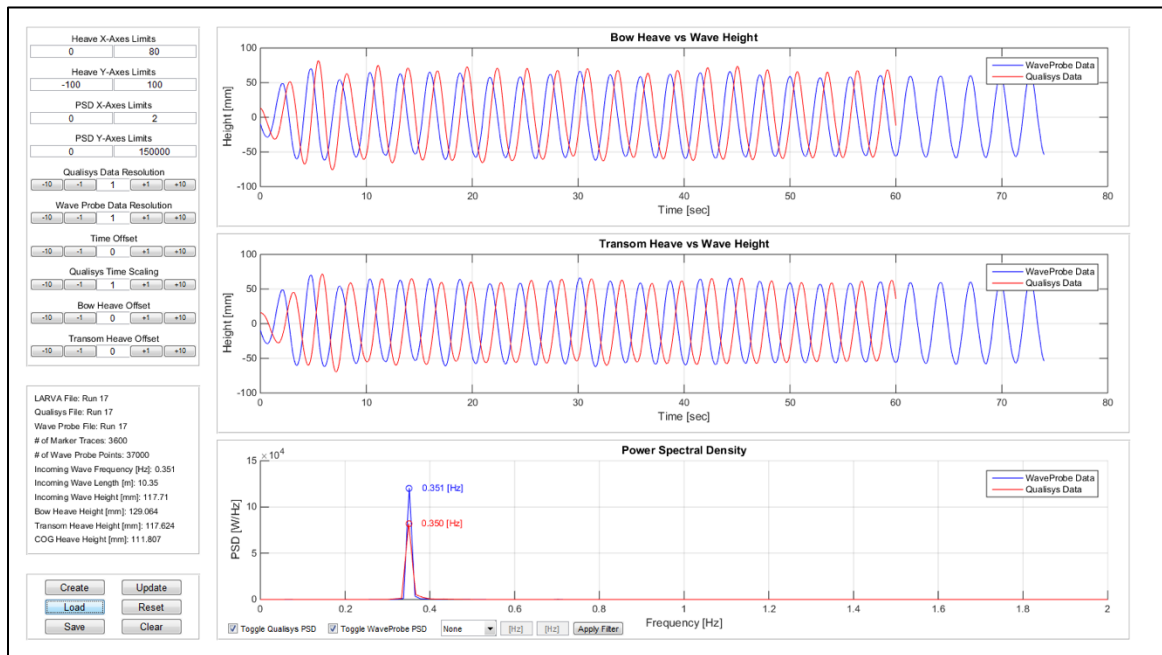 Heave X-Axes Limits
0 80
Heave Y-Axes Limits
-100 100
PSD X-Axes Limits
0 2
PSD Y-Axes Limits
0 150000
Qualisys Data Resolution
-10 -1 1 +1 +10
Wave Probe Data Resolution
-10 -1 1 +1 +10
Time Offset
-10 -1 0 +1 +10
Qualisys Time Scaling
-10 -1 1 +1 +10
Bow Heave Offset
-10 -1 0 +1 +10
Transom Heave Offset
-10 -1 0 +1 +10
LARVA File: Run 17
Qualisys File: Run 17
Wave Probe File: Run 17
# of Marker Traces: 3600
# of Wave Probe Points: 37000
Incoming Wave Frequency [Hz]: 0.351
Incoming Wave Length [m]: 10.35
Incoming Wave Height [mm]: 117.71
Bow Heave Height [mm]: 129.064
Transom Heave Height [mm]: 117.624
COG Heave Height [mm]: 111.807
Create Update
Load Reset
Save Clear
Bow Heave vs Wave Height
WaveProbe Data
Qualisys Data
Height [mm]
100
50
0
-50
-100
0 10 20 30 40 50 60 70 80
Time [sec]
Transom Heave vs Wave Height
WaveProbe Data
Qualisys Data
Height [mm]
100
50
0
-50
-100
0 10 20 30 40 50 60 70 80
Time [sec]
Power Spectral Density
×10⁴
WaveProbe Data
Qualisys Data
PSD [W/Hz]
15
10
5
0
0.351 [Hz]
0.350 [Hz]
0 0.2 0.4 0.6 0.8 1 1.2 1.4 1.6 1.8 2
Frequency [Hz]
Toggle Qualisys PSD Toggle WaveProbe PSD None [Hz] [Hz] Apply Filter